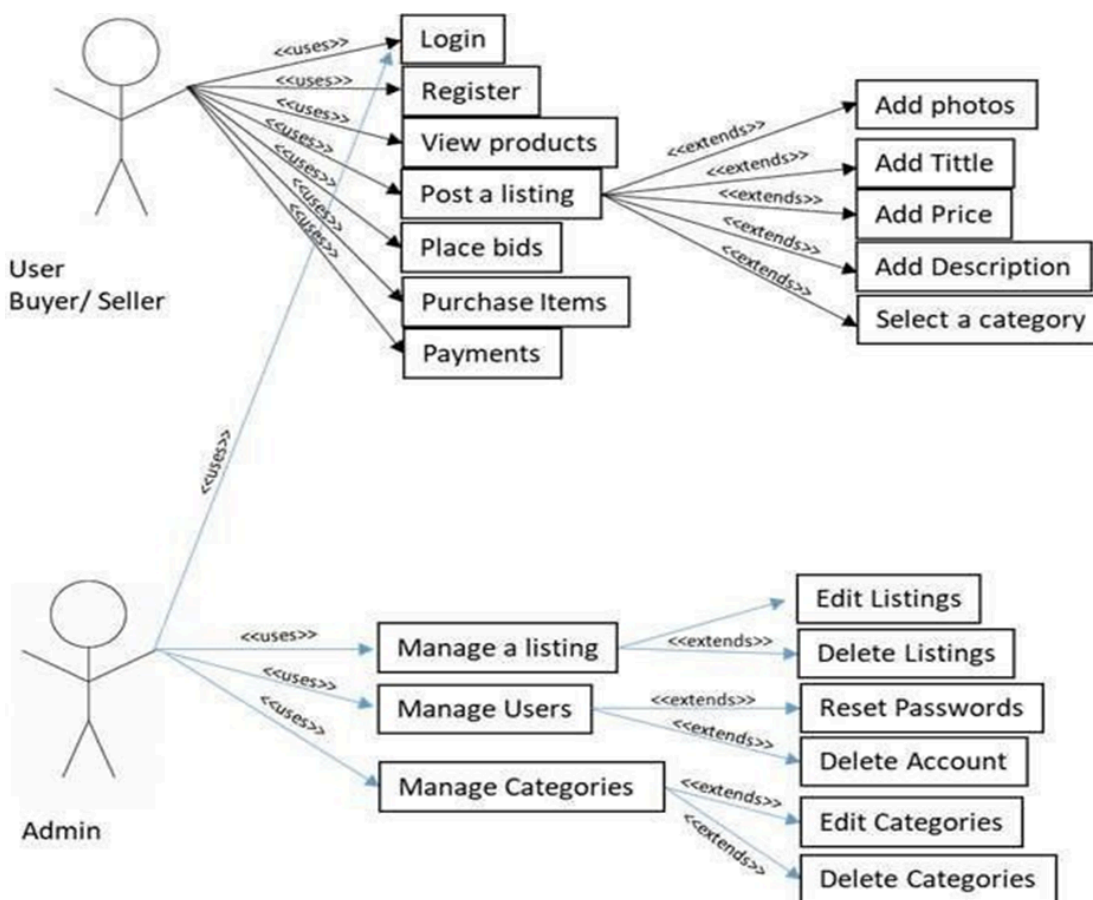 <<uses>>
Login
<<uses>>
Register
<<uses>>
View products
<<uses>>
Post a listing
<<uses>>
Place bids
<<uses>>
Purchase Items
<<uses>>
Payments
<<extends>>
Add photos
<<extends>>
Add Tittle
<<extends>>
Add Price
<<extends>>
Add Description
<<extends>>
Select a category
User
Buyer/ Seller
<<uses>>
<<uses>>
Manage a listing
Edit Listings
<<extends>>
Delete Listings
<<uses>>
Manage Users
<<extends>>
Reset Passwords
<<extends>>
Delete Account
<<uses>>
Manage Categories
<<extends>>
Edit Categories
<<extends>>
Delete Categories
Admin